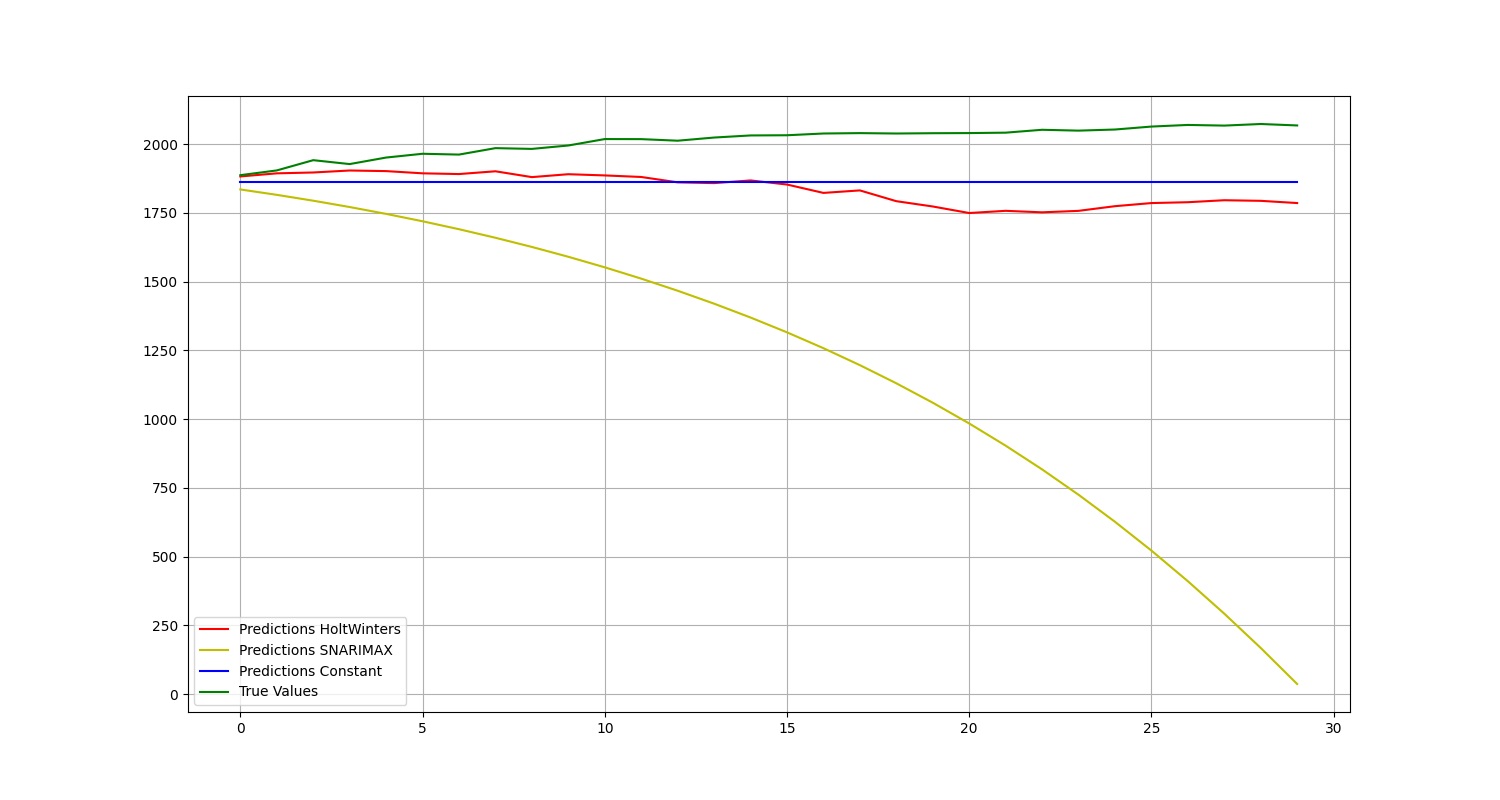 2000
1750
1500
1250
1000
750
500
250
0
Predictions HoltWinters
Predictions SNARIMAX
Predictions Constant
True Values
0 5 10 15 20 25 30